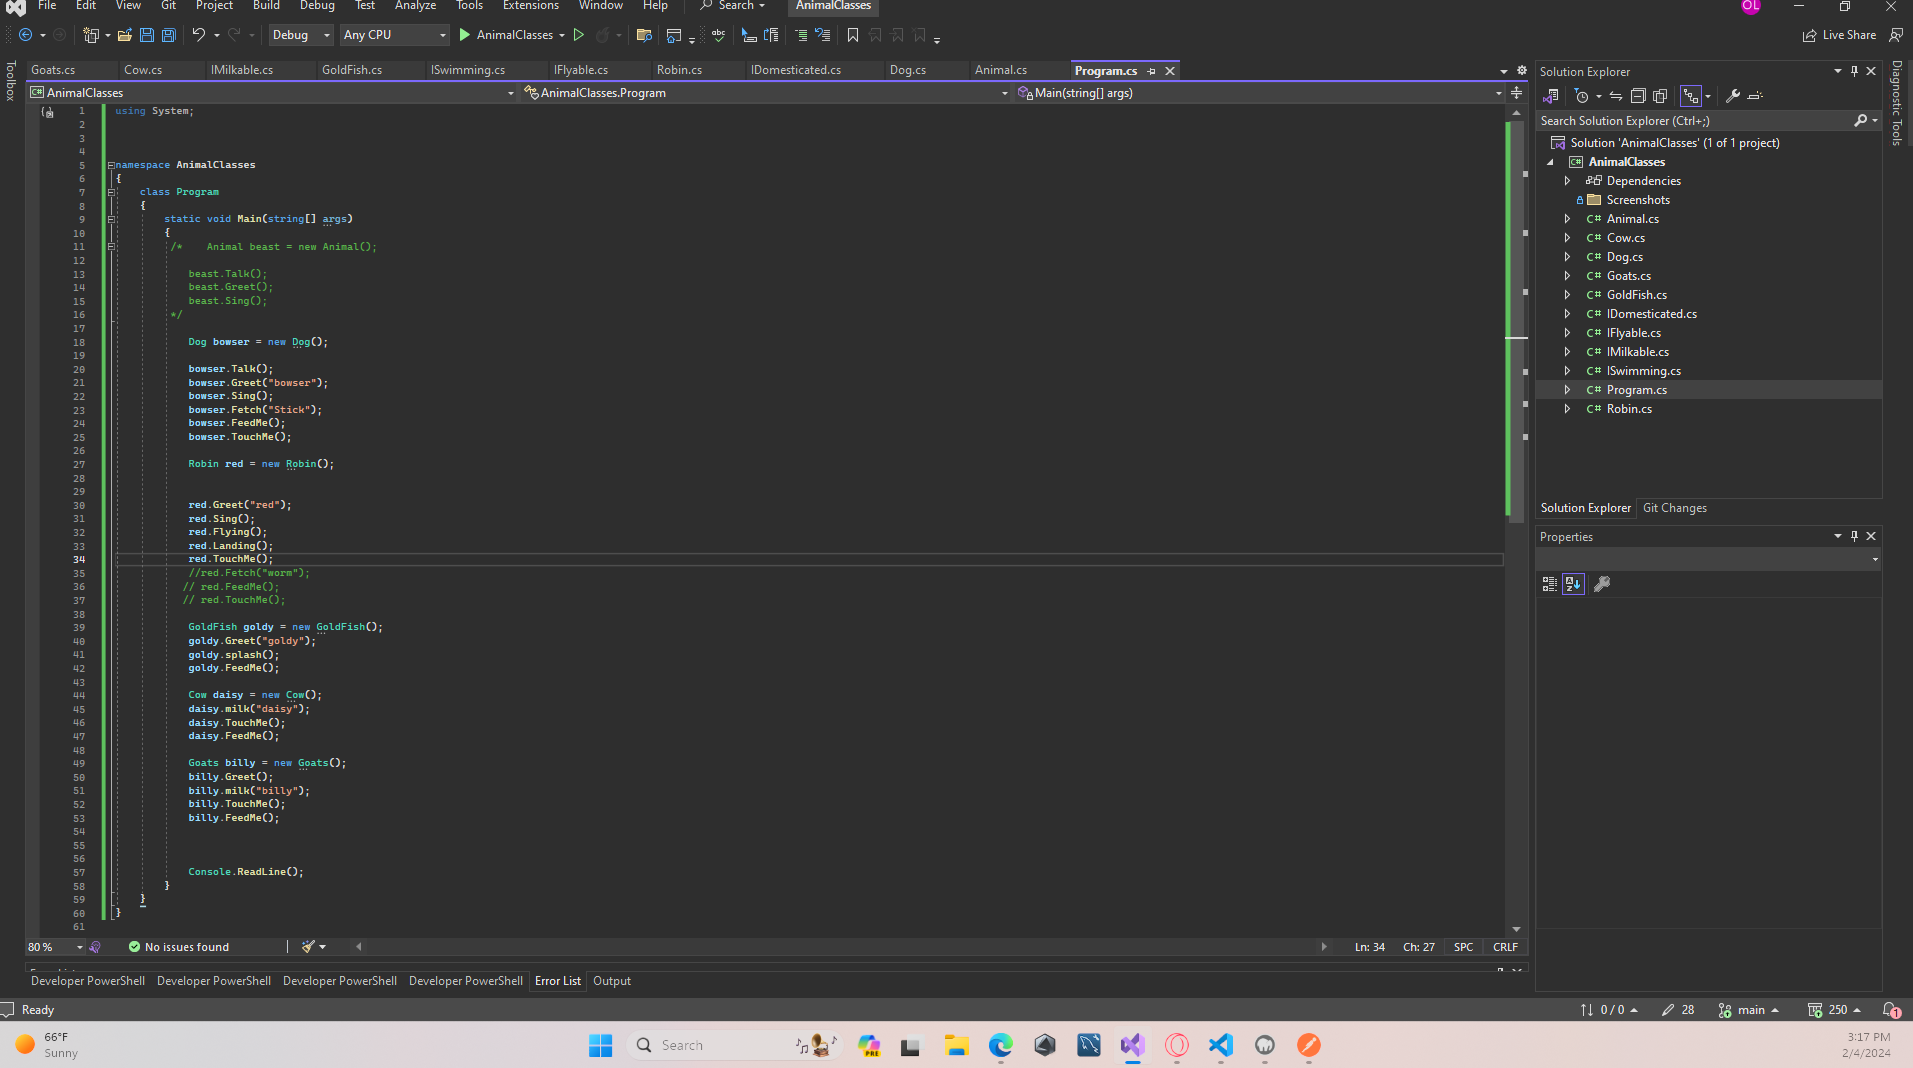 File Edit View Git Project Build Debug Test Analyze Tools Extensions Window Help Search AnimalClasses OL
Debug Any CPU AnimalClasses Live Share
Toolbox
Goats.cs Cow.cs IMilkable.cs GoldFish.cs ISwimming.cs IFlyable.cs Robin.cs IDomesticated.cs Dog.cs Animal.cs Program.cs
AnimalClasses AnimalClasses.Program Main(string[] args)
1 using System;
2
3
4
5 namespace AnimalClasses
6 {
7 class Program
8 {
9 static void Main(string[] args)
10 {
11 /* Animal beast = new Animal();
12
13 beast.Talk();
14 beast.Greet();
15 beast.Sing();
16 */
17
18 Dog bowser = new Dog();
19
20 bowser.Talk();
21 bowser.Greet("bowser");
22 bowser.Sing();
23 bowser.Fetch("Stick");
24 bowser.FeedMe();
25 bowser.TouchMe();
26
27 Robin red = new Robin();
28
29
30 red.Greet("red");
31 red.Sing();
32 red.Flying();
33 red.Landing();
34 red.TouchMe();
35 //red.Fetch("worm");
36 // red.FeedMe();
37 // red.TouchMe();
38
39 GoldFish goldy = new GoldFish();
40 goldy.Greet("goldy");
41 goldy.splash();
42 goldy.FeedMe();
43
44 Cow daisy = new Cow();
45 daisy.milk("daisy");
46 daisy.TouchMe();
47 daisy.FeedMe();
48
49 Goats billy = new Goats();
50 billy.Greet();
51 billy.milk("billy");
52 billy.TouchMe();
53 billy.FeedMe();
54
55
56
57 Console.ReadLine();
58 }
59 }
60 }
61
80 % No issues found Ln: 34 Ch: 27 SPC CRLF
Developer PowerShell Developer PowerShell Developer PowerShell Developer PowerShell Error List Output
Solution Explorer
Search Solution Explorer (Ctrl+;)
Solution 'AnimalClasses' (1 of 1 project)
C# AnimalClasses
Dependencies
Screenshots
C# Animal.cs
C# Cow.cs
C# Dog.cs
C# Goats.cs
C# GoldFish.cs
C# IDomesticated.cs
C# IFlyable.cs
C# IMilkable.cs
C# ISwimming.cs
C# Program.cs
C# Robin.cs
Solution Explorer Git Changes
Properties
Diagnostic Tools
Ready 0 / 0 28 main 250 1
66°F
Sunny
Search
PRE
3:17 PM
2/4/2024